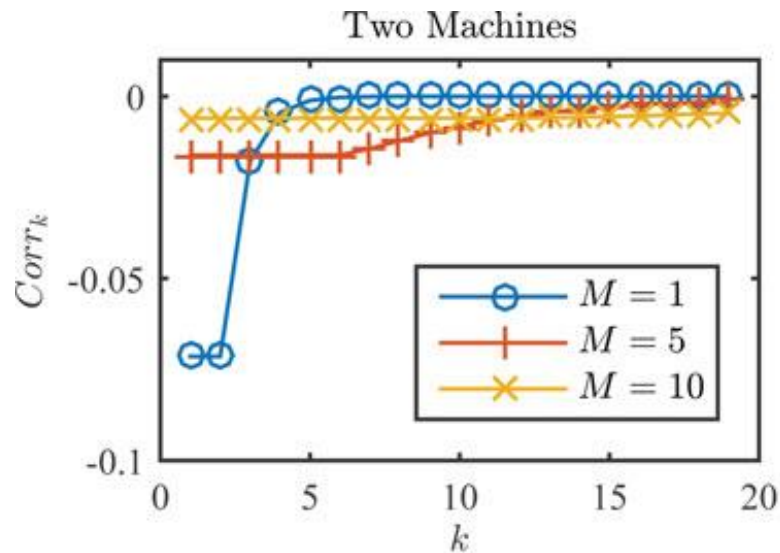 Two Machines
0
-0.05
-0.1
Corr_k
M = 1
M = 5
M = 10
0 5 10 15 20
k